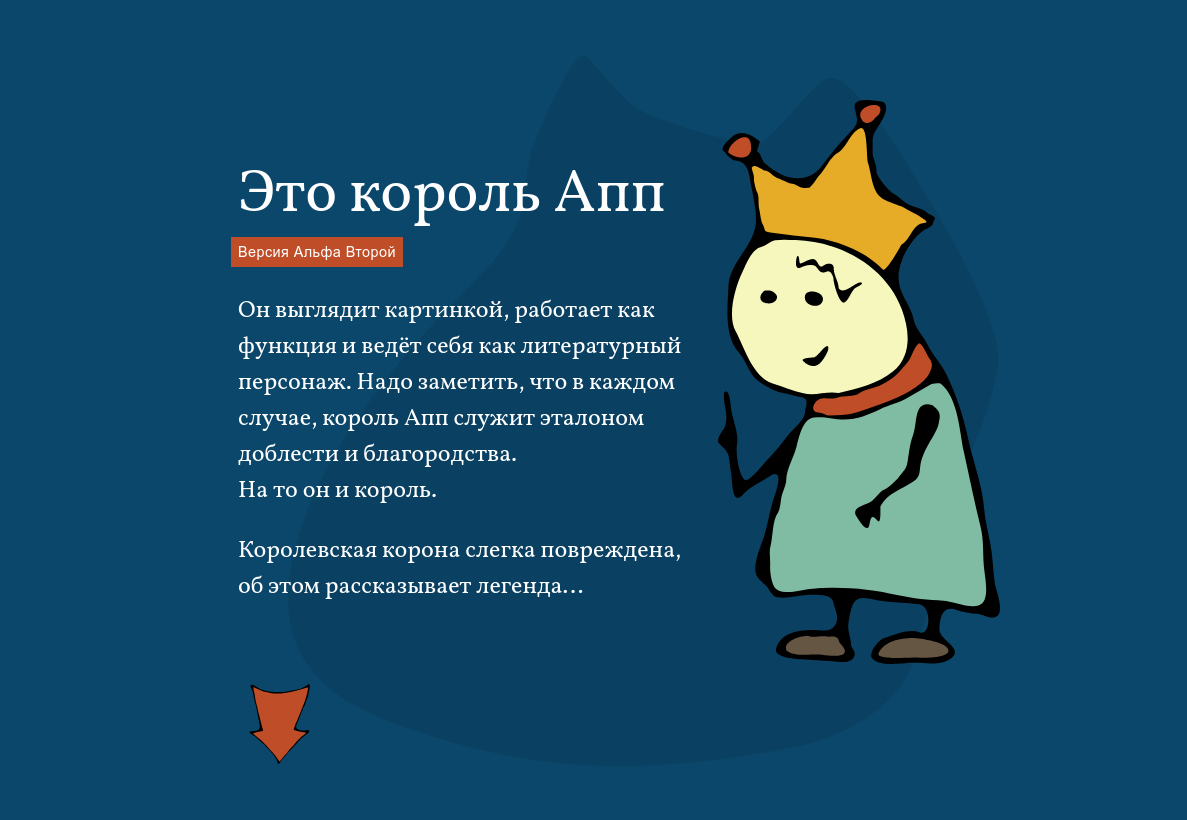 Это король Апп
Версия Альфа Второй
Он выглядит картинкой, работает как
функция и ведёт себя как литературный
персонаж. Надо заметить, что в каждом
случае, король Апп служит эталоном
доблести и благородства.
На то он и король.
Королевская корона слегка повреждена,
об этом рассказывает легенда…